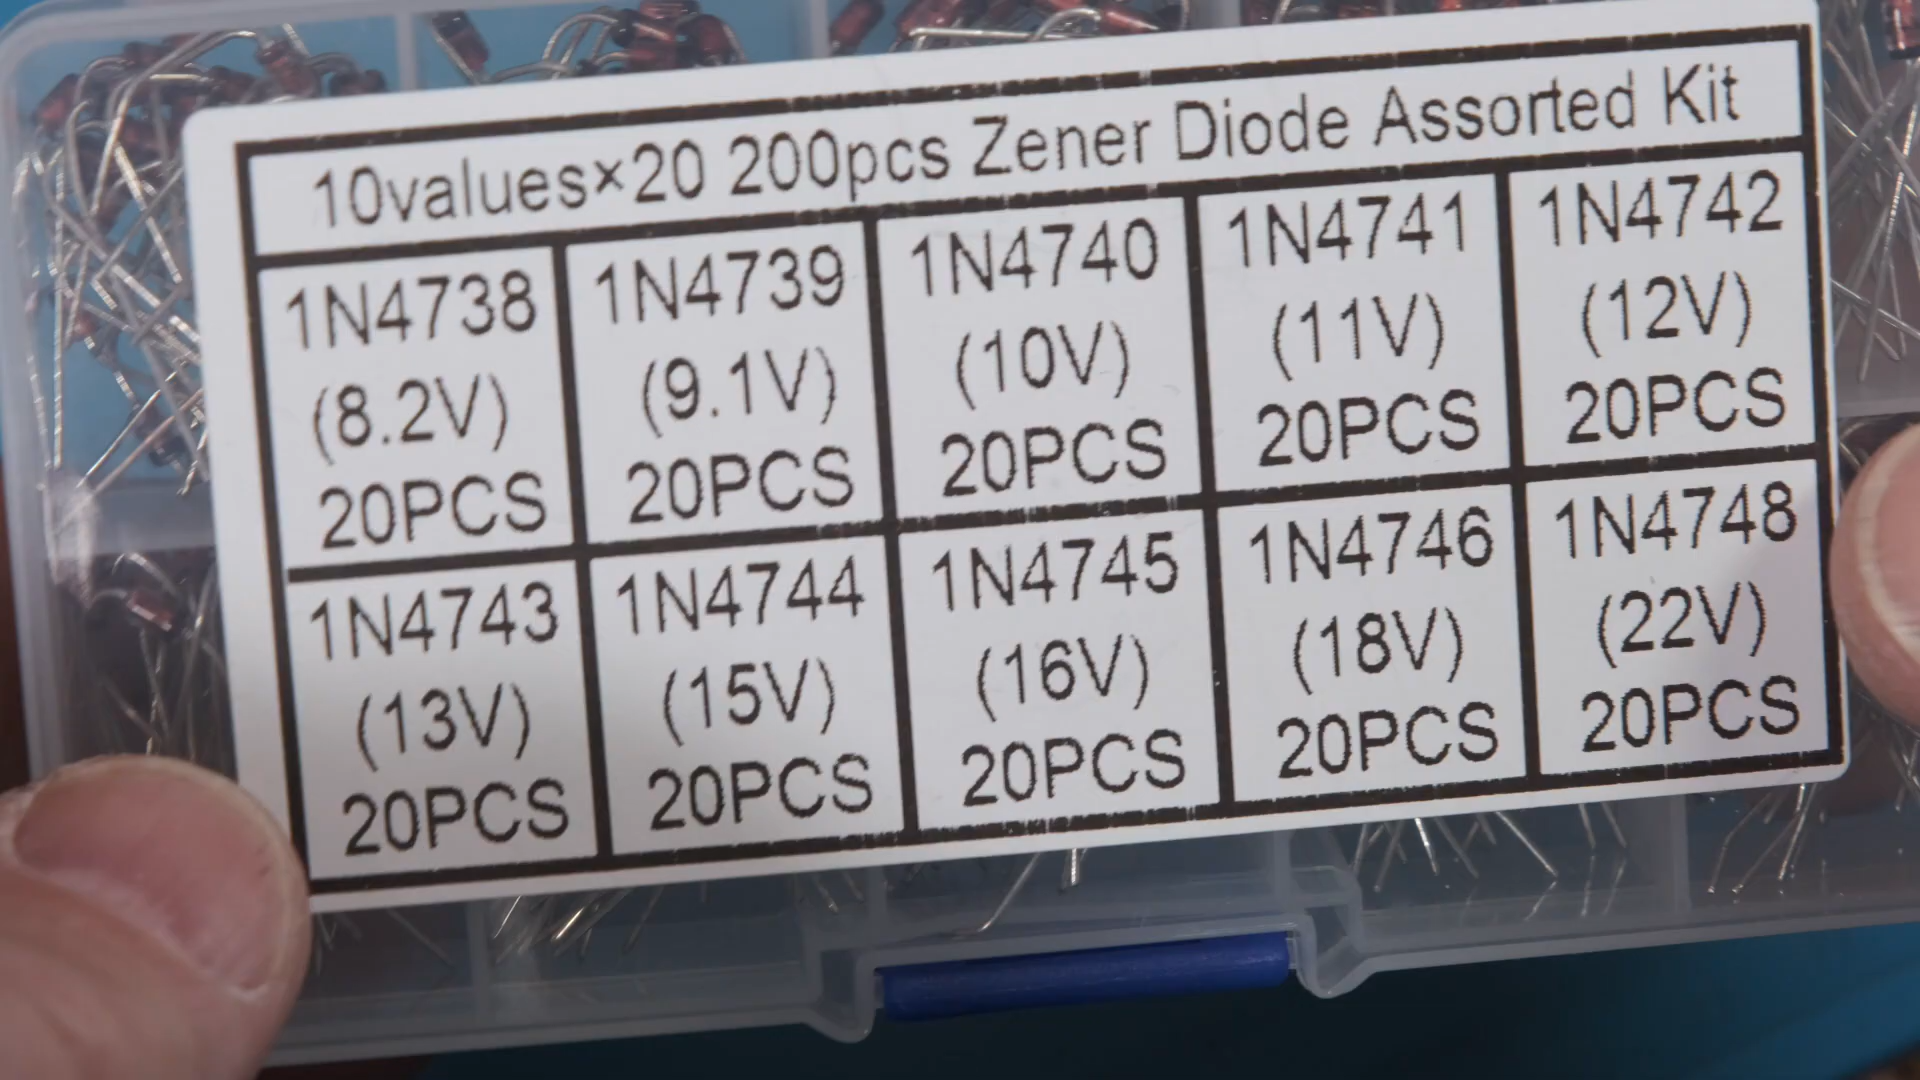 10values×20 200pcs Zener Diode Assorted Kit
1N4738
(8.2V)
20PCS
1N4739
(9.1V)
20PCS
1N4740
(10V)
20PCS
1N4741
(11V)
20PCS
1N4742
(12V)
20PCS
1N4743
(13V)
20PCS
1N4744
(15V)
20PCS
1N4745
(16V)
20PCS
1N4746
(18V)
20PCS
1N4748
(22V)
20PCS